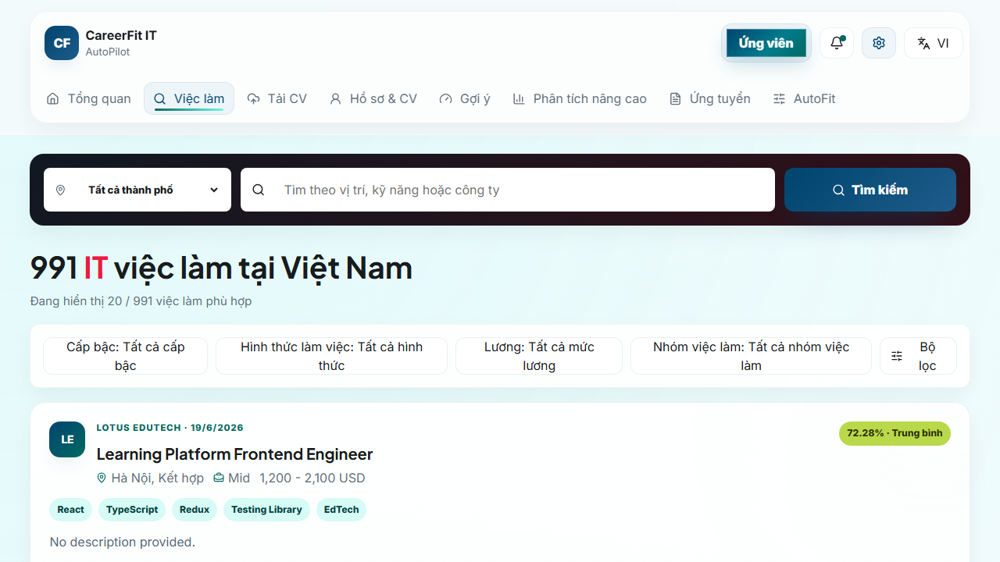 CF
CareerFit IT
AutoPilot
Ứng viên
VI
Tổng quan
Việc làm
Tải CV
Hồ sơ & CV
Gợi ý
Phân tích nâng cao
Ứng tuyển
AutoFit
Tất cả thành phố
Tìm theo vị trí, kỹ năng hoặc công ty
Tìm kiếm
991 IT việc làm tại Việt Nam
Đang hiển thị 20 / 991 việc làm phù hợp
Cấp bậc: Tất cả cấp
bậc
Hình thức làm việc: Tất cả hình
thức
Lương: Tất cả mức
lương
Nhóm việc làm: Tất cả nhóm việc
làm
Bộ
lọc
LE
LOTUS EDUTECH · 19/6/2026
72.28% · Trung bình
Learning Platform Frontend Engineer
Hà Nội, Kết hợp Mid 1,200 - 2,100 USD
React
TypeScript
Redux
Testing Library
EdTech
No description provided.